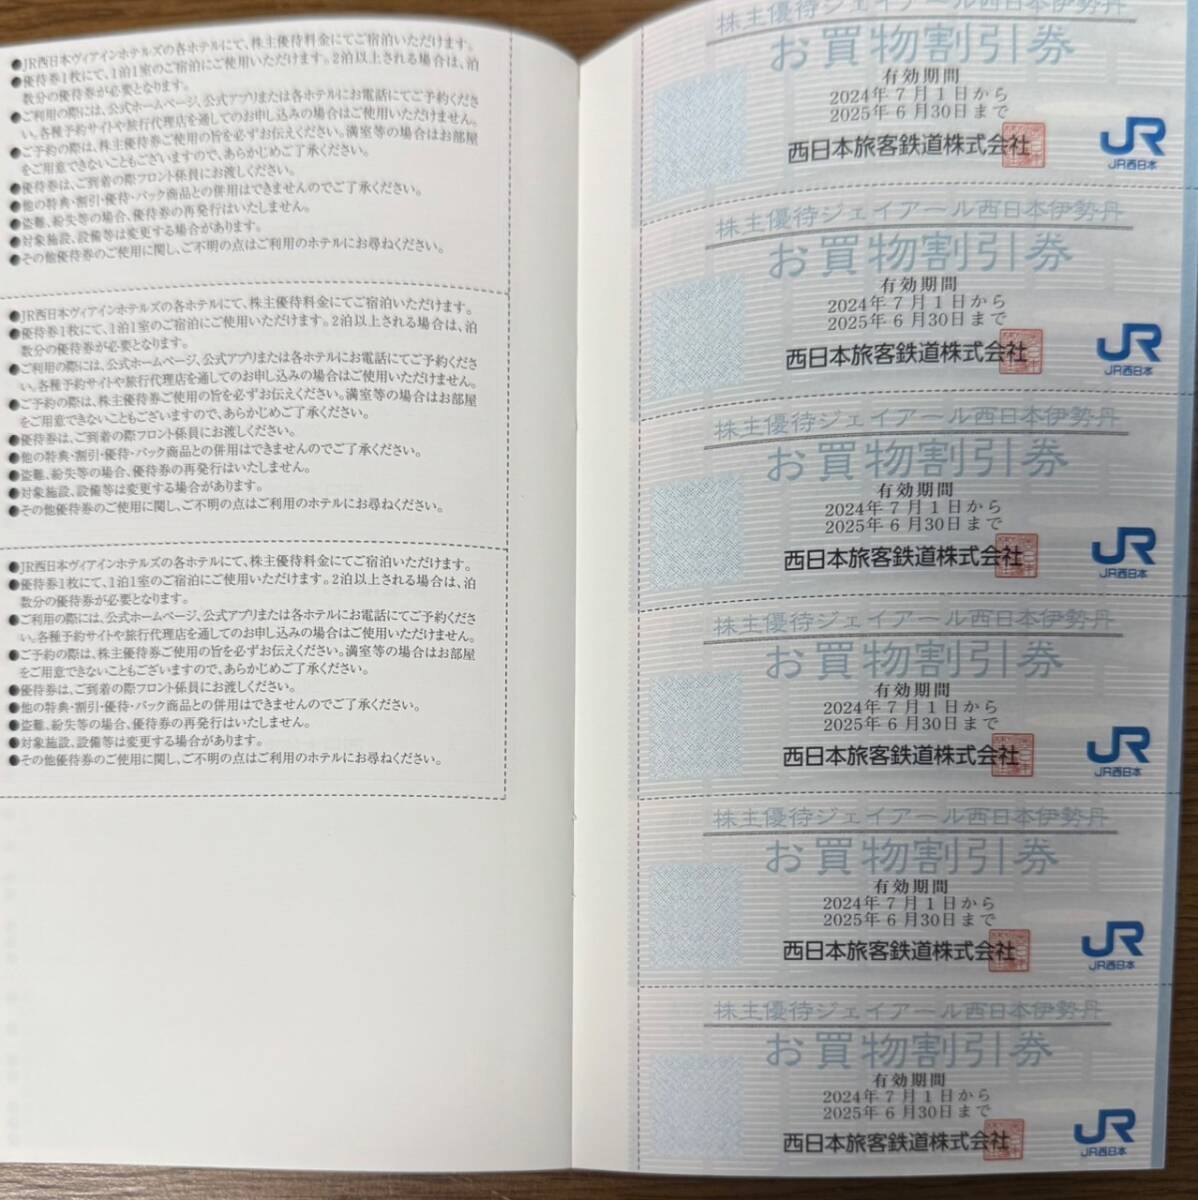 ●JR西日本ヴィアインホテルズの各ホテルにて、株主優待料金にてご宿泊いただけます。
●優待券1枚にて、1泊1室のご宿泊にご使用いただけます。2泊以上される場合は、泊
数分の優待券が必要となります。
●ご利用の際には、公式ホームページ、公式アプリまたは各ホテルにお電話にてご予約くださ
い。各種予約サイトや旅行代理店を通してのお申し込みの場合はご使用いただけません。
●ご予約の際は、株主優待券ご使用の旨を必ずお伝えください。満室等の場合はお部屋
をご用意できないこともございますので、あらかじめご了承ください。
●優待券は、ご到着の際フロント係員にお渡しください。
●他の特典・割引・優待・パック商品との併用はできませんのでご了承ください。
●盗難、紛失等の場合、優待券の再発行はいたしません。
●対象施設、設備等は変更する場合があります。
●その他優待券のご使用に関し、ご不明の点はご利用のホテルにお尋ねください。
●JR西日本ヴィアインホテルズの各ホテルにて、株主優待料金にてご宿泊いただけます。
●優待券1枚にて、1泊1室のご宿泊にご使用いただけます。2泊以上される場合は、泊
数分の優待券が必要となります。
●ご利用の際には、公式ホームページ、公式アプリまたは各ホテルにお電話にてご予約くださ
い。各種予約サイトや旅行代理店を通してのお申し込みの場合はご使用いただけません。
●ご予約の際は、株主優待券ご使用の旨を必ずお伝えください。満室等の場合はお部屋
をご用意できないこともございますので、あらかじめご了承ください。
●優待券は、ご到着の際フロント係員にお渡しください。
●他の特典・割引・優待・パック商品との併用はできませんのでご了承ください。
●盗難、紛失等の場合、優待券の再発行はいたしません。
●対象施設、設備等は変更する場合があります。
●その他優待券のご使用に関し、ご不明の点はご利用のホテルにお尋ねください。
●JR西日本ヴィアインホテルズの各ホテルにて、株主優待料金にてご宿泊いただけます。
●優待券1枚にて、1泊1室のご宿泊にご使用いただけます。2泊以上される場合は、泊
数分の優待券が必要となります。
●ご利用の際には、公式ホームページ、公式アプリまたは各ホテルにお電話にてご予約くださ
い。各種予約サイトや旅行代理店を通してのお申し込みの場合はご使用いただけません。
●ご予約の際は、株主優待券ご使用の旨を必ずお伝えください。満室等の場合はお部屋
をご用意できないこともございますので、あらかじめご了承ください。
●優待券は、ご到着の際フロント係員にお渡しください。
●他の特典・割引・優待・パック商品との併用はできませんのでご了承ください。
●盗難、紛失等の場合、優待券の再発行はいたしません。
●対象施設、設備等は変更する場合があります。
●その他優待券のご使用に関し、ご不明の点はご利用のホテルにお尋ねください。
株主優待ジェイアール西日本伊勢丹
お買物割引券
有効期間
2024年7月1日から
2025年6月30日まで
西日本旅客鉄道株式会社
JR
JR西日本
株主優待ジェイアール西日本伊勢丹
お買物割引券
有効期間
2024年7月1日から
2025年6月30日まで
西日本旅客鉄道株式会社
JR
JR西日本
株主優待ジェイアール西日本伊勢丹
お買物割引券
有効期間
2024年7月1日から
2025年6月30日まで
西日本旅客鉄道株式会社
JR
JR西日本
株主優待ジェイアール西日本伊勢丹
お買物割引券
有効期間
2024年7月1日から
2025年6月30日まで
西日本旅客鉄道株式会社
JR
JR西日本
株主優待ジェイアール西日本伊勢丹
お買物割引券
有効期間
2024年7月1日から
2025年6月30日まで
西日本旅客鉄道株式会社
JR
JR西日本
株主優待ジェイアール西日本伊勢丹
お買物割引券
有効期間
2024年7月1日から
2025年6月30日まで
西日本旅客鉄道株式会社
JR
JR西日本